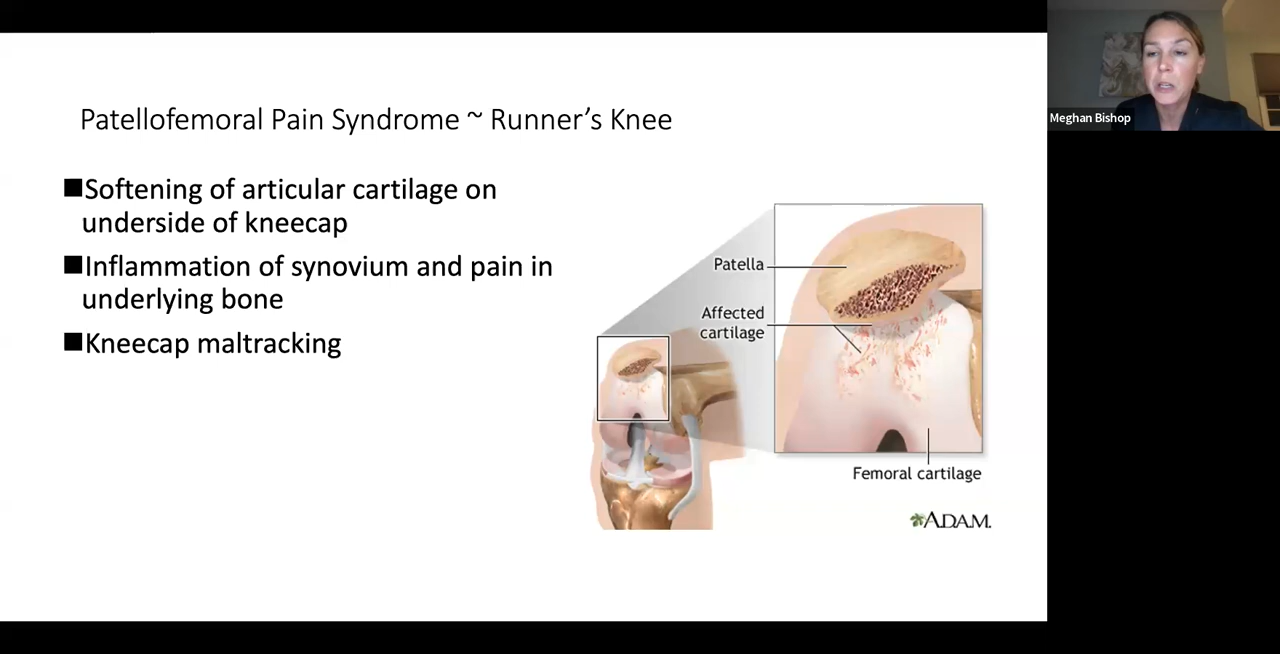 Patellofemoral Pain Syndrome ~ Runner's Knee
■Softening of articular cartilage on
underside of kneecap
■Inflammation of synovium and pain in
underlying bone
■Kneecap maltracking
Patella
Affected
cartilage
Femoral cartilage
A.D.A.M.
Meghan Bishop